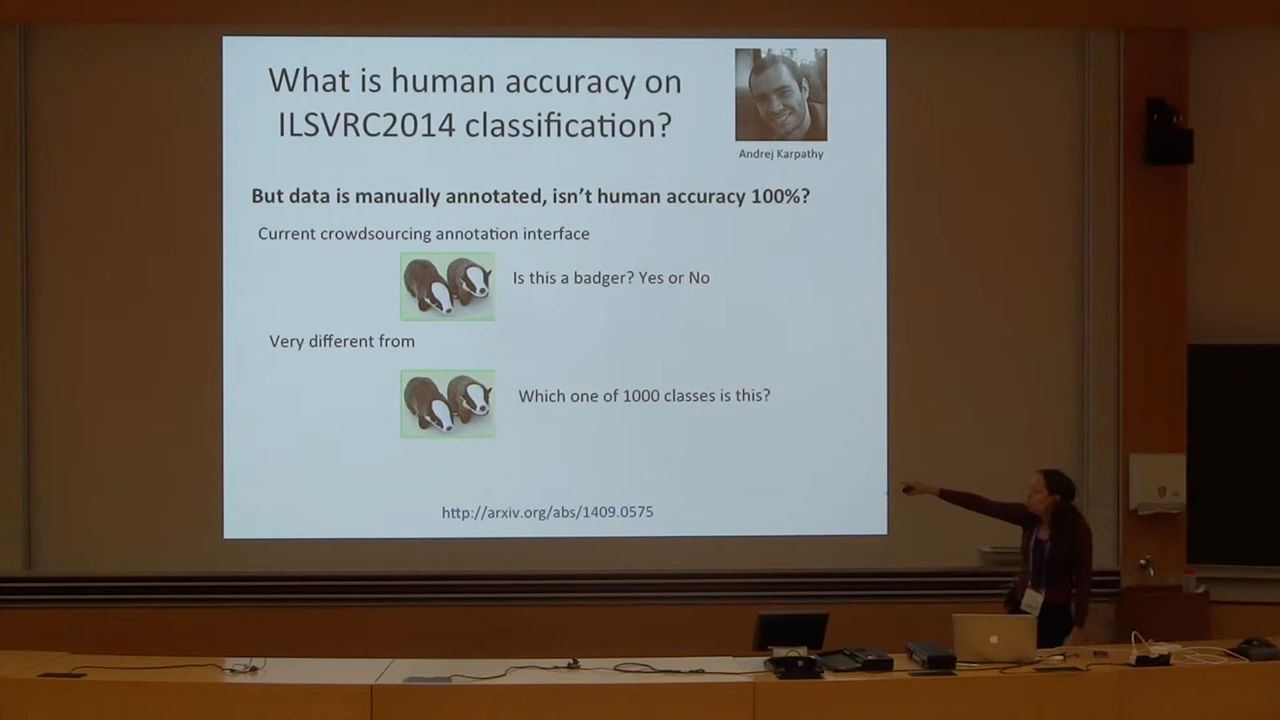 What is human accuracy on
ILSVRC2014 classification?
Andrej Karpathy
But data is manually annotated, isn't human accuracy 100%?
Current crowdsourcing annotation interface
Is this a badger? Yes or No
Very different from
Which one of 1000 classes is this?
http://arxiv.org/abs/1409.0575